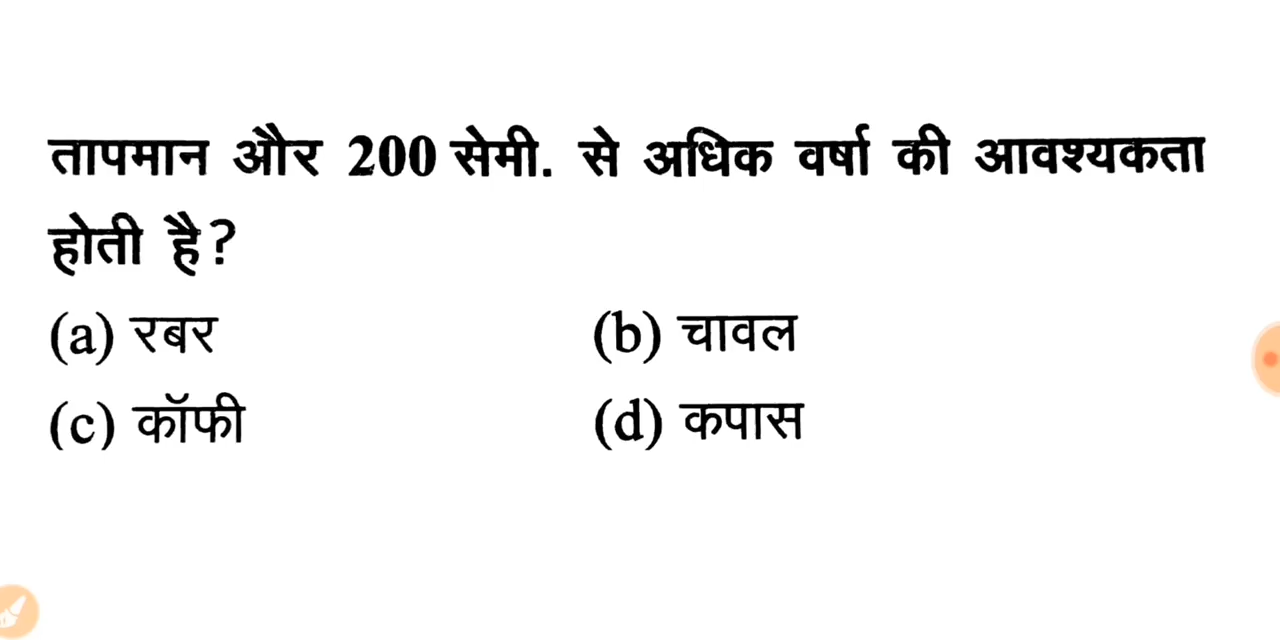 तापमान और 200 सेमी. से अधिक वर्षा की आवश्यकता
होती है?
(a) रबर
(b) चावल
(c) कॉफी
(d) कपास